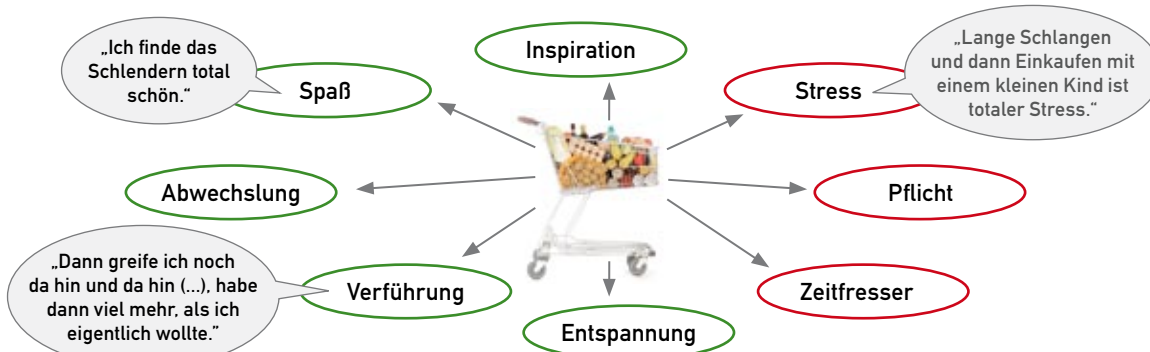 „Ich finde das
Schlendern total
schön.“
Spaß
Inspiration
Stress
„Lange Schlangen
und dann Einkaufen mit
einem kleinen Kind ist
totaler Stress.“
Abwechslung
Pflicht
„Dann greife ich noch
da hin und da hin (...), habe
dann viel mehr, als ich
eigentlich wollte.”
Verführung
Entspannung
Zeitfresser